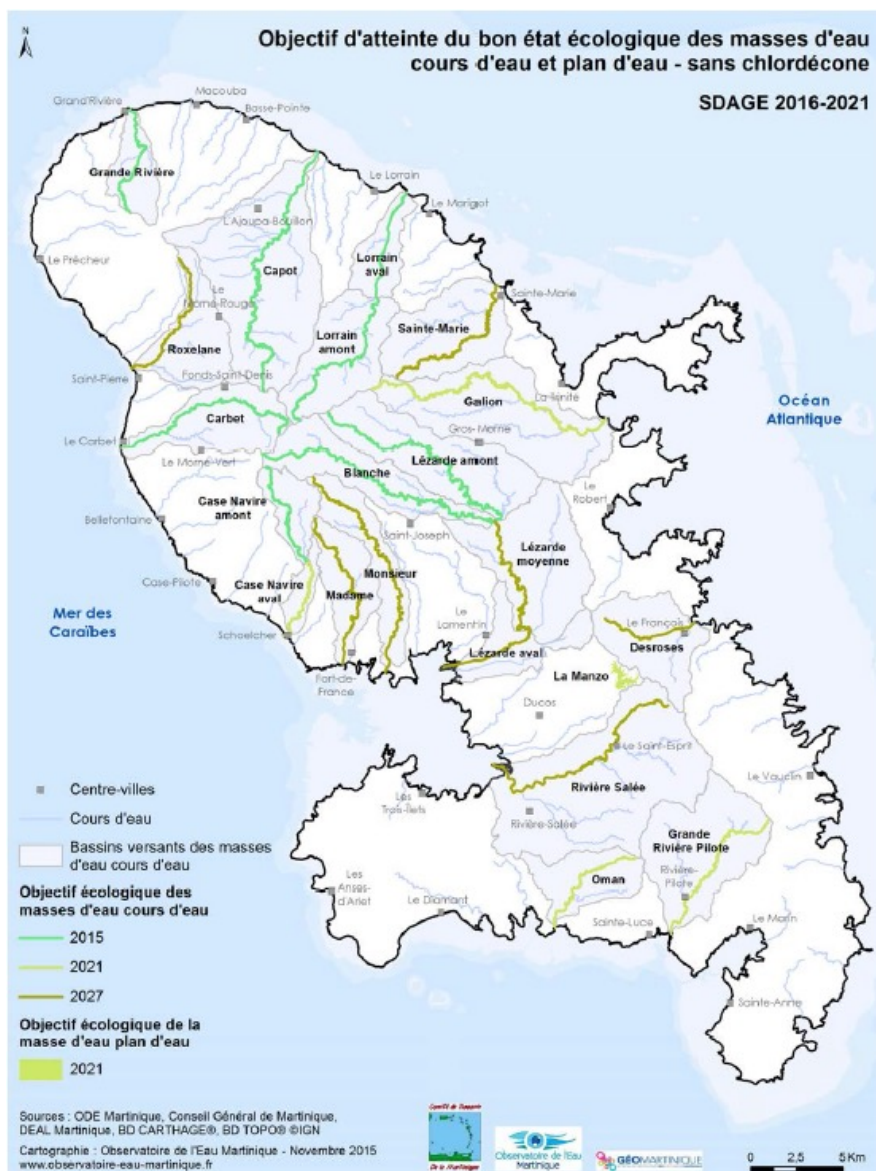 N
Objectif d'atteinte du bon état écologique des masses d'eau
cours d'eau et plan d'eau - sans chlordécone
SDAGE 2016-2021
Macouba
Grand'Rivière
Basse-Pointe
Grande Rivière
Le Lorrain
Le Marigot
L'Ajoupa-Bouillon
Le Prêcheur
Capot
Lorrain
aval
Le
Morne-Rouge
Sainte-Marie
Sainte-Marie
Lorrain
amont
Roxelane
Saint-Pierre
Fonds-Saint-Denis
La Trinité
Galion
Océan
Atlantique
Carbet
Le Carbet
Gros-Morne
Le Morne-Vert
Lézarde amont
Blanche
Case Navire
amont
Le
Robert
Bellefontaine
Saint-Joseph
Lézarde
moyenne
Case-Pilote
Case Navire
aval
Monsieur
Madame
Mer des
Caraïbes
Le
Lamentin
Le François
Schoelcher
Desroses
Fort-de-
France
Lézarde aval
La Manzo
Ducos
Le Saint-Esprit
Le Vauclin
Rivière Salée
Les
Trois-Ilets
Rivière-Salée
Grande
Rivière Pilote
Rivière-
Pilote
Oman
Les
Anses-
d'Arlet
Le Diamant
Sainte-Luce
Le Marin
Sainte-Anne
Centre-villes
Cours d'eau
Bassins versants des masses
d'eau cours d'eau
Objectif écologique des
masses d'eau cours d'eau
2015
2021
2027
Objectif écologique de la
masse d'eau plan d'eau
2021
Sources : ODE Martinique, Conseil Général de Martinique,
DEAL Martinique, BD CARTHAGE®, BD TOPO® ©IGN
Cartographie : Observatoire de l'Eau Martinique - Novembre 2015
www.observatoire-eau-martinique.fr
De la Martinique
Observatoire de l'Eau
Martinique
GÉOMARTINIQUE
0 2,5 5 Km